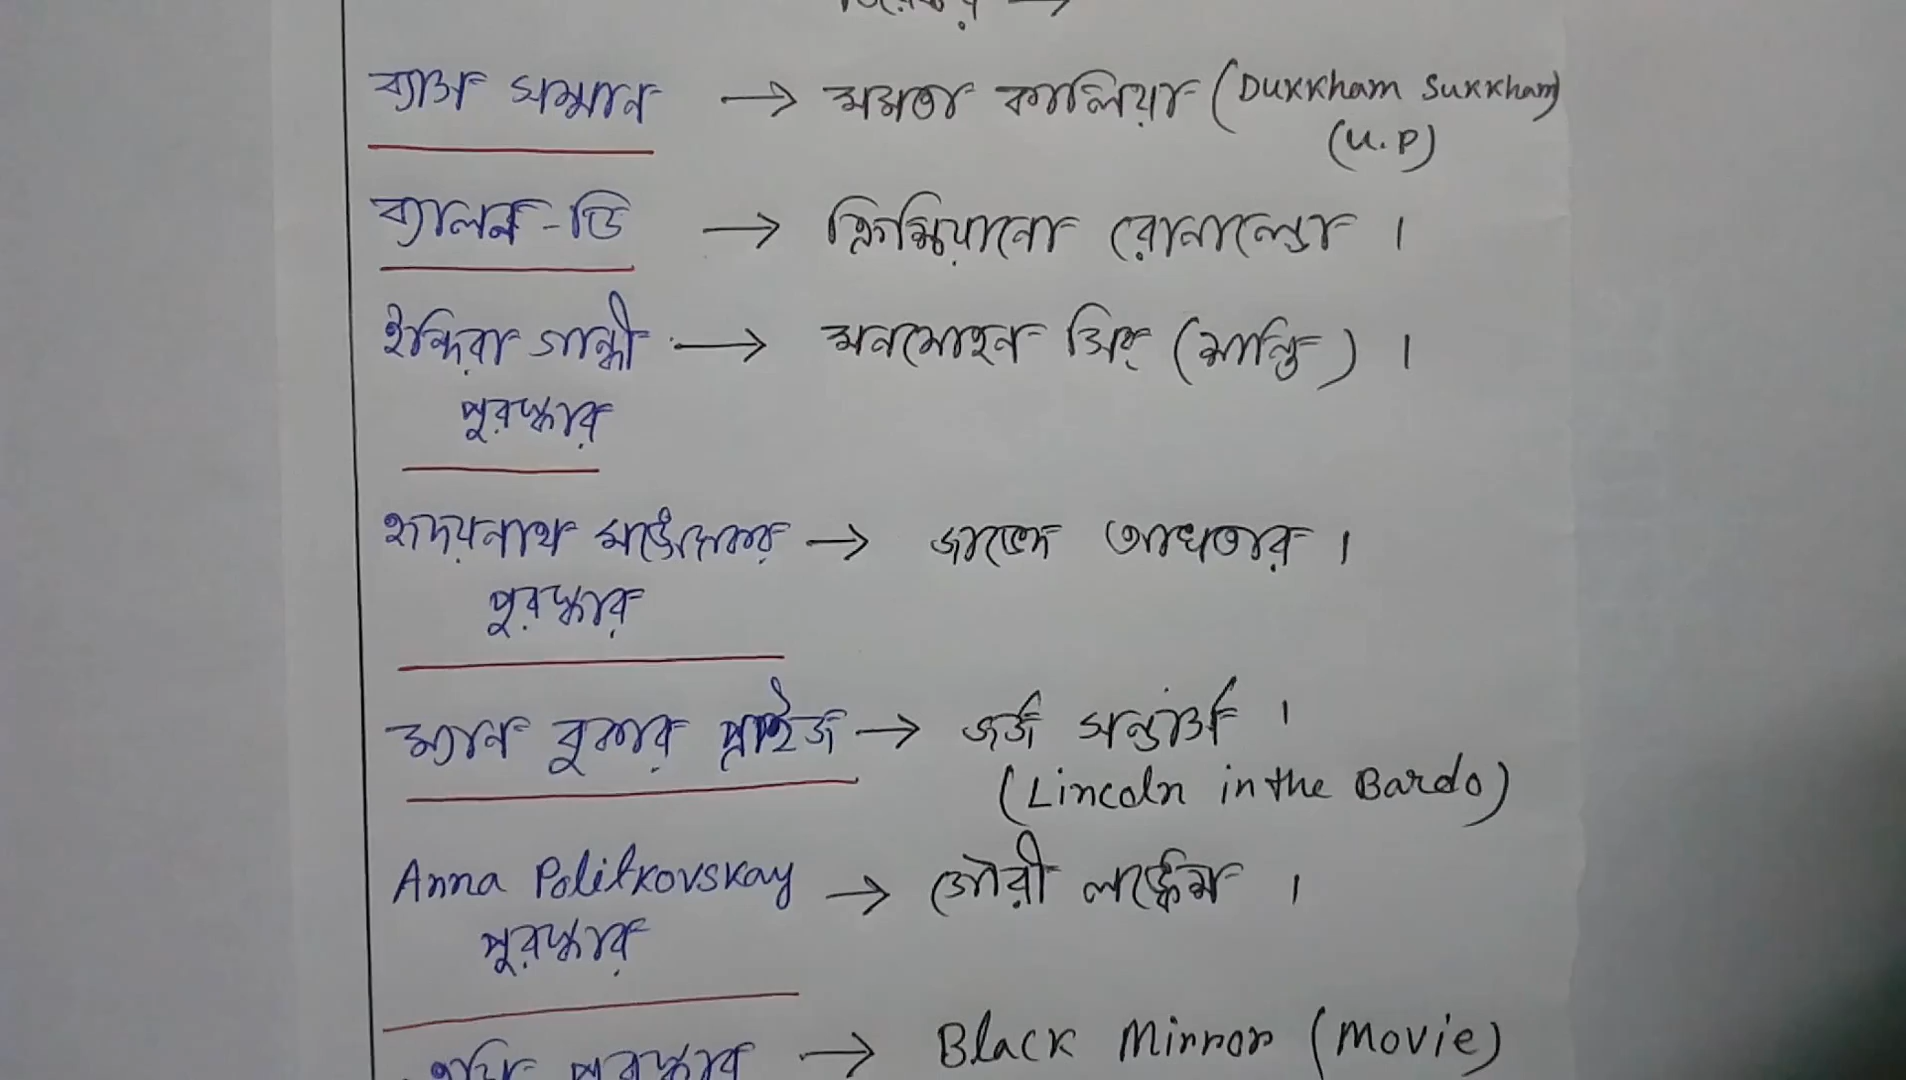 ব্যাস সম্মান → মমতা কালিয়া (Dukkham Sukkham)
(U.P)
ব্যালন-ডি → ক্রিশ্চিয়ানো রোনাল্ডো ।
ইন্দিরা গান্ধী → মনমোহন সিং (শান্তি) ।
পুরস্কার
হৃদয়নাথ মঙ্গেশকর → জাভেদ আখতার ।
পুরস্কার
ম্যান বুকার প্রাইজ → জর্জ সন্ডার্স ।
(Lincoln in the Bardo)
Anna Politkovskay → গৌরী লঙ্কেশ ।
পুরস্কার
পুরস্কার → Black Mirror (Movie)